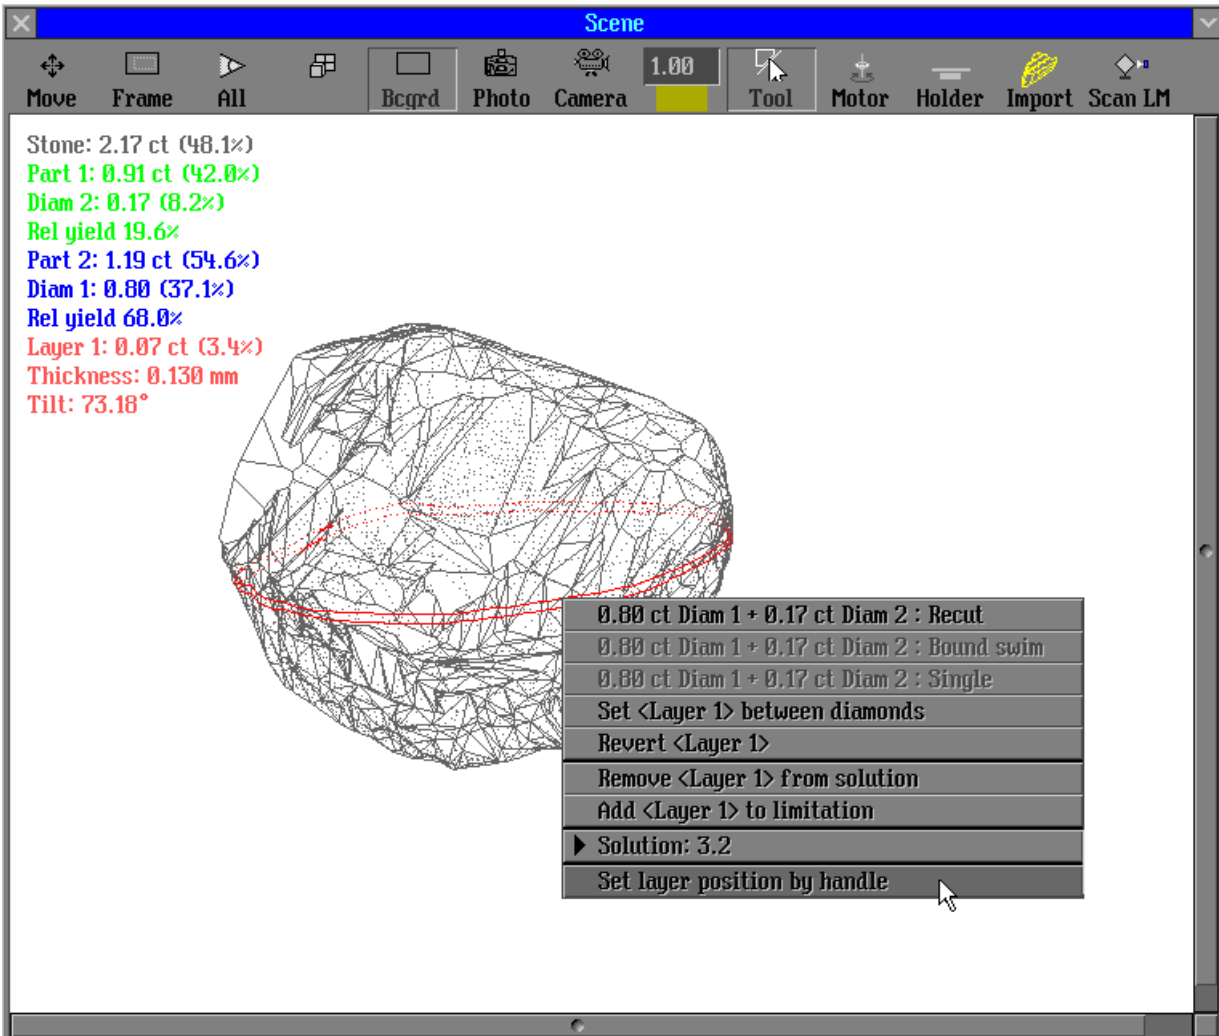 Scene
Move Frame All Bcgrd Photo Camera 1.00 Tool Motor Holder Import Scan LM
Stone: 2.17 ct (48.1%)
Part 1: 0.91 ct (42.0%)
Diam 2: 0.17 (8.2%)
Rel yield 19.6%
Part 2: 1.19 ct (54.6%)
Diam 1: 0.80 (37.1%)
Rel yield 68.0%
Layer 1: 0.07 ct (3.4%)
Thickness: 0.130 mm
Tilt: 73.18°
0.80 ct Diam 1 + 0.17 ct Diam 2 : Recut
0.80 ct Diam 1 + 0.17 ct Diam 2 : Bound swim
0.80 ct Diam 1 + 0.17 ct Diam 2 : Single
Set <Layer 1> between diamonds
Revert <Layer 1>
Remove <Layer 1> from solution
Add <Layer 1> to limitation
Solution: 3.2
Set layer position by handle